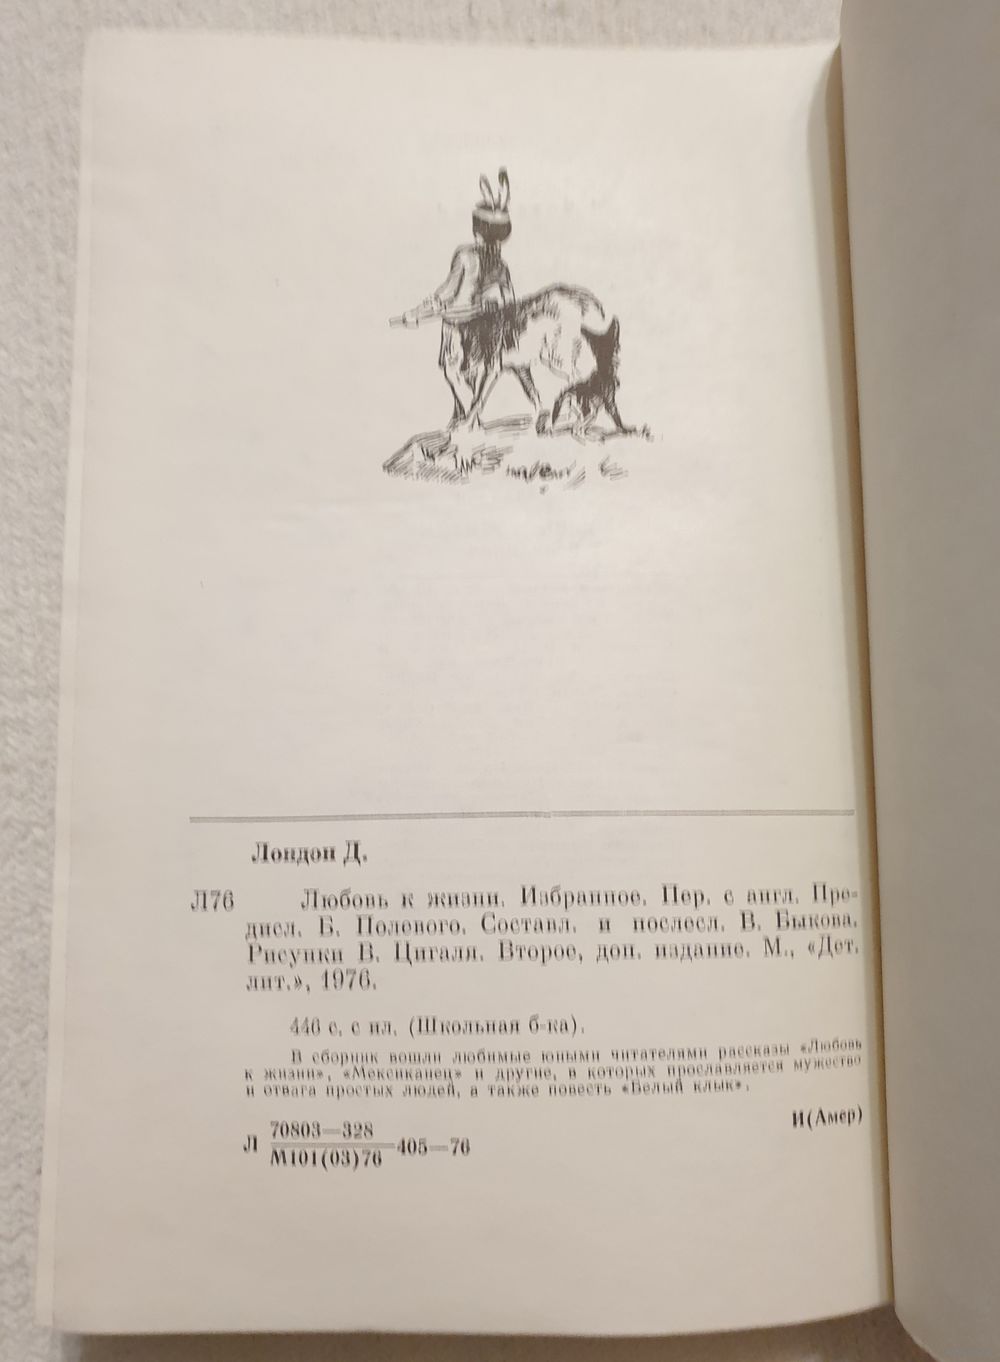 Лондон Д.
Л76 Любовь к жизни. Избранное. Пер. с англ. Пре-
дисл. Б. Полевого. Составл. и послесл. В. Быкова.
Рисунки В. Цигаля. Второе, доп. издание. М., «Дет.
лит.», 1976.
446 с. с ил. (Школьная б-ка).
В сборник вошли любимые юными читателями рассказы «Любовь
к жизни», «Мексиканец» и другие, в которых прославляется мужество
и отвага простых людей, а также повесть «Белый клык».
Л 70803—328
М101(03)76 405—76
И(Амер)